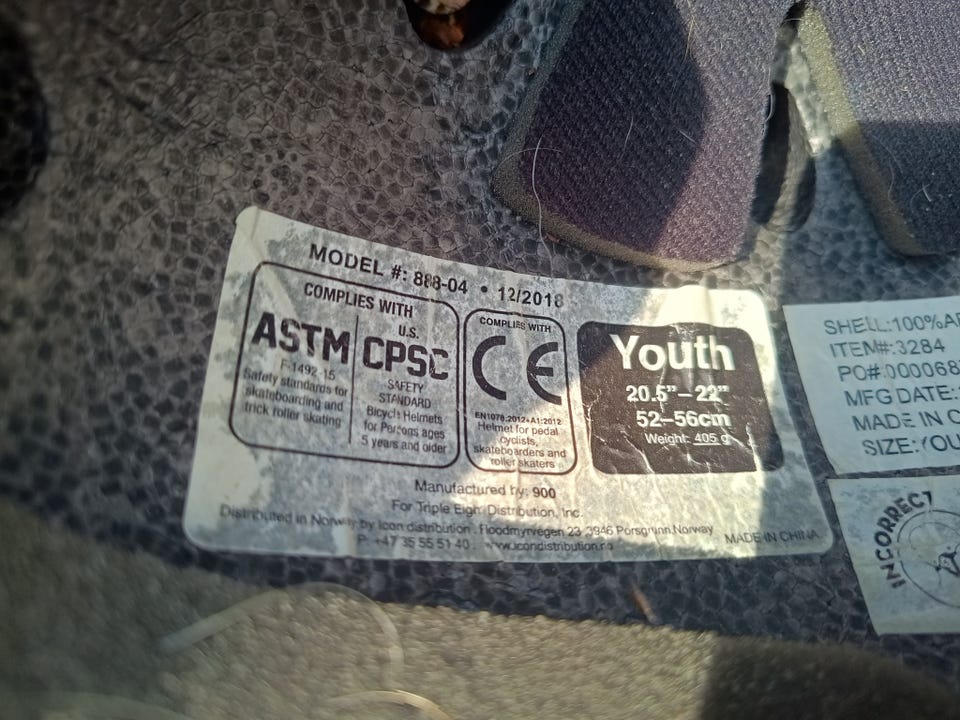 MODEL #: 888-04 • 12/2018
COMPLIES WITH
ASTM
F-1492-15
Safety standards for
skateboarding and
trick roller skating
U.S.
CPSC
SAFETY
STANDARD
Bicycle Helmets
for Persons ages
5 years and older
COMPLIES WITH
CE
EN1078:2012+A1:2012
Helmet for pedal
cyclists,
skateboarders and
roller skaters
Youth
20.5"–22"
52–56cm
Weight: 405 g
Manufactured by: 900
For Triple Eight Distribution, Inc.
Distributed in Norway by Icon distribution. Floodmyrvegen 23 3946 Porsgrunn Norway
P: +47 35 55 51 40 . www.icondistribution.no
MADE IN CHINA
SHELL:100%A
ITEM#:3284
PO#:000068
MFG DATE:
MADE IN C
SIZE:YOU
INCORRECT